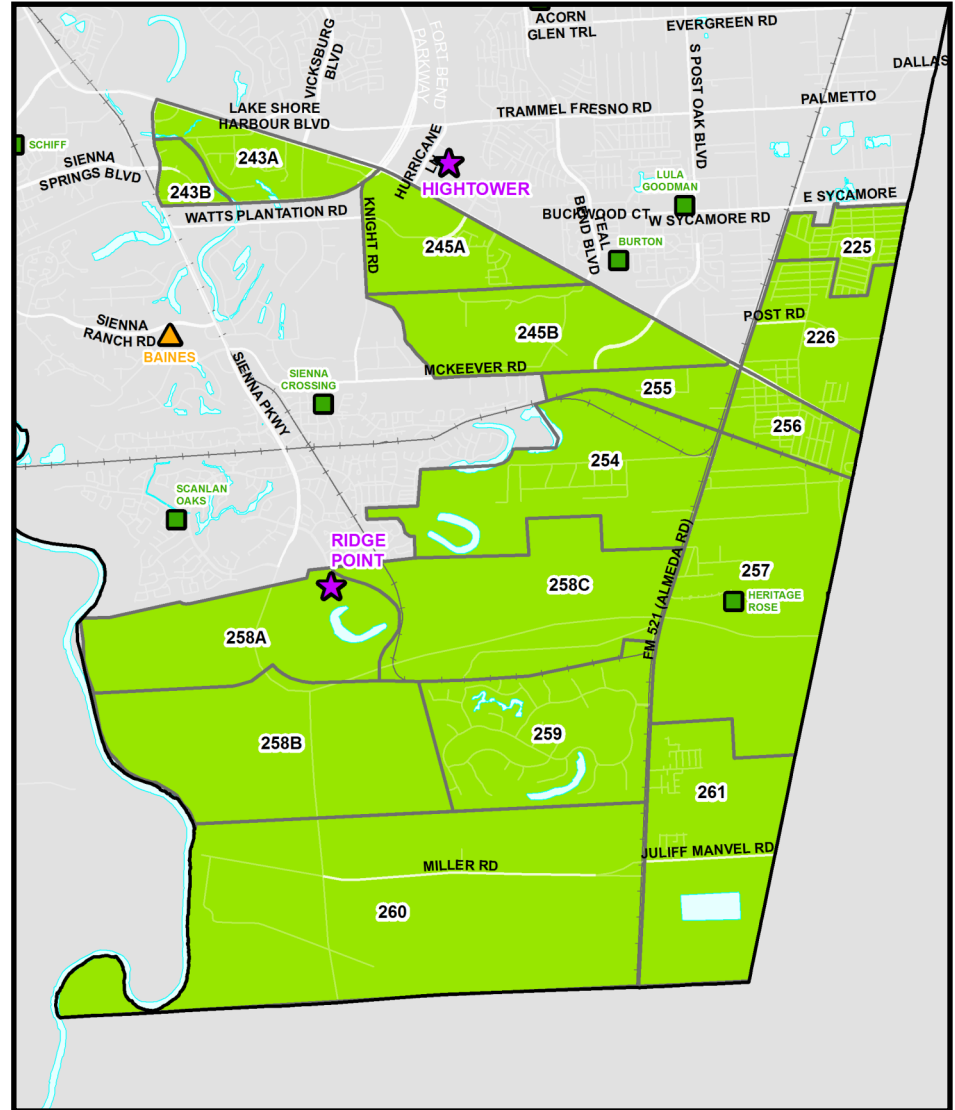 ACORN
GLEN TRL
EVERGREEN RD
VICKSBURG
BLVD
FORT BEND
PARKWAY
S POST OAK BLVD
DALLAS
PALMETTO
TRAMMEL FRESNO RD
LAKE SHORE
HARBOUR BLVD
SCHIFF
SIENNA
SPRINGS BLVD
243A
243B
HURRICANE
LN
HIGHTOWER
LULA
GOODMAN
E SYCAMORE
WATTS PLANTATION RD
KNIGHT RD
BUCKWOOD CT
W SYCAMORE RD
TEAL
BEND BLVD
BURTON
245A
225
POST RD
226
SIENNA
RANCH RD
BAINES
245B
MCKEEVER RD
SIENNA PKWY
SIENNA
CROSSING
255
256
254
SCANLAN
OAKS
RIDGE
POINT
FM 521 (ALMEDA RD)
257
HERITAGE
ROSE
258C
258A
258B
259
261
JULIFF MANVEL RD
MILLER RD
260